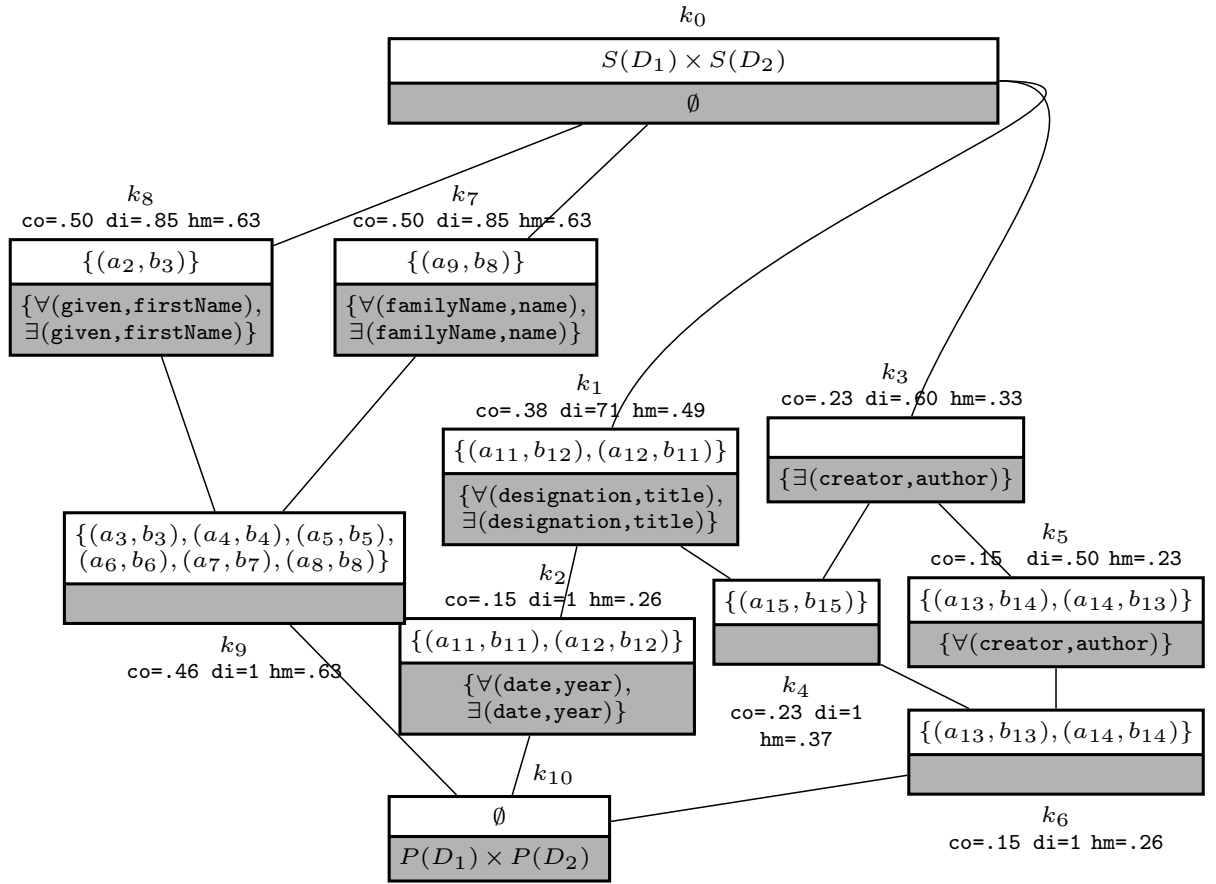 k₀
S(D₁) × S(D₂)
∅
k₈
co=.50 di=.85 hm=.63
{(a₂, b₃)}
{∀(given,firstName),
∃(given,firstName)}
k₇
co=.50 di=.85 hm=.63
{(a₉, b₈)}
{∀(familyName,name),
∃(familyName,name)}
k₁
co=.38 di=71 hm=.49
{(a₁₁, b₁₂), (a₁₂, b₁₁)}
{∀(designation,title),
∃(designation,title)}
k₃
co=.23 di=.60 hm=.33
{∃(creator,author)}
{(a₃, b₃), (a₄, b₄), (a₅, b₅),
(a₆, b₆), (a₇, b₇), (a₈, b₈)}
k₉
co=.46 di=1 hm=.63
k₂
co=.15 di=1 hm=.26
{(a₁₁, b₁₁), (a₁₂, b₁₂)}
{∀(date,year),
∃(date,year)}
{(a₁₅, b₁₅)}
k₄
co=.23 di=1
hm=.37
k₅
co=.15 di=.50 hm=.23
{(a₁₃, b₁₄), (a₁₄, b₁₃)}
{∀(creator,author)}
{(a₁₃, b₁₃), (a₁₄, b₁₄)}
k₆
co=.15 di=1 hm=.26
k₁₀
∅
P(D₁) × P(D₂)